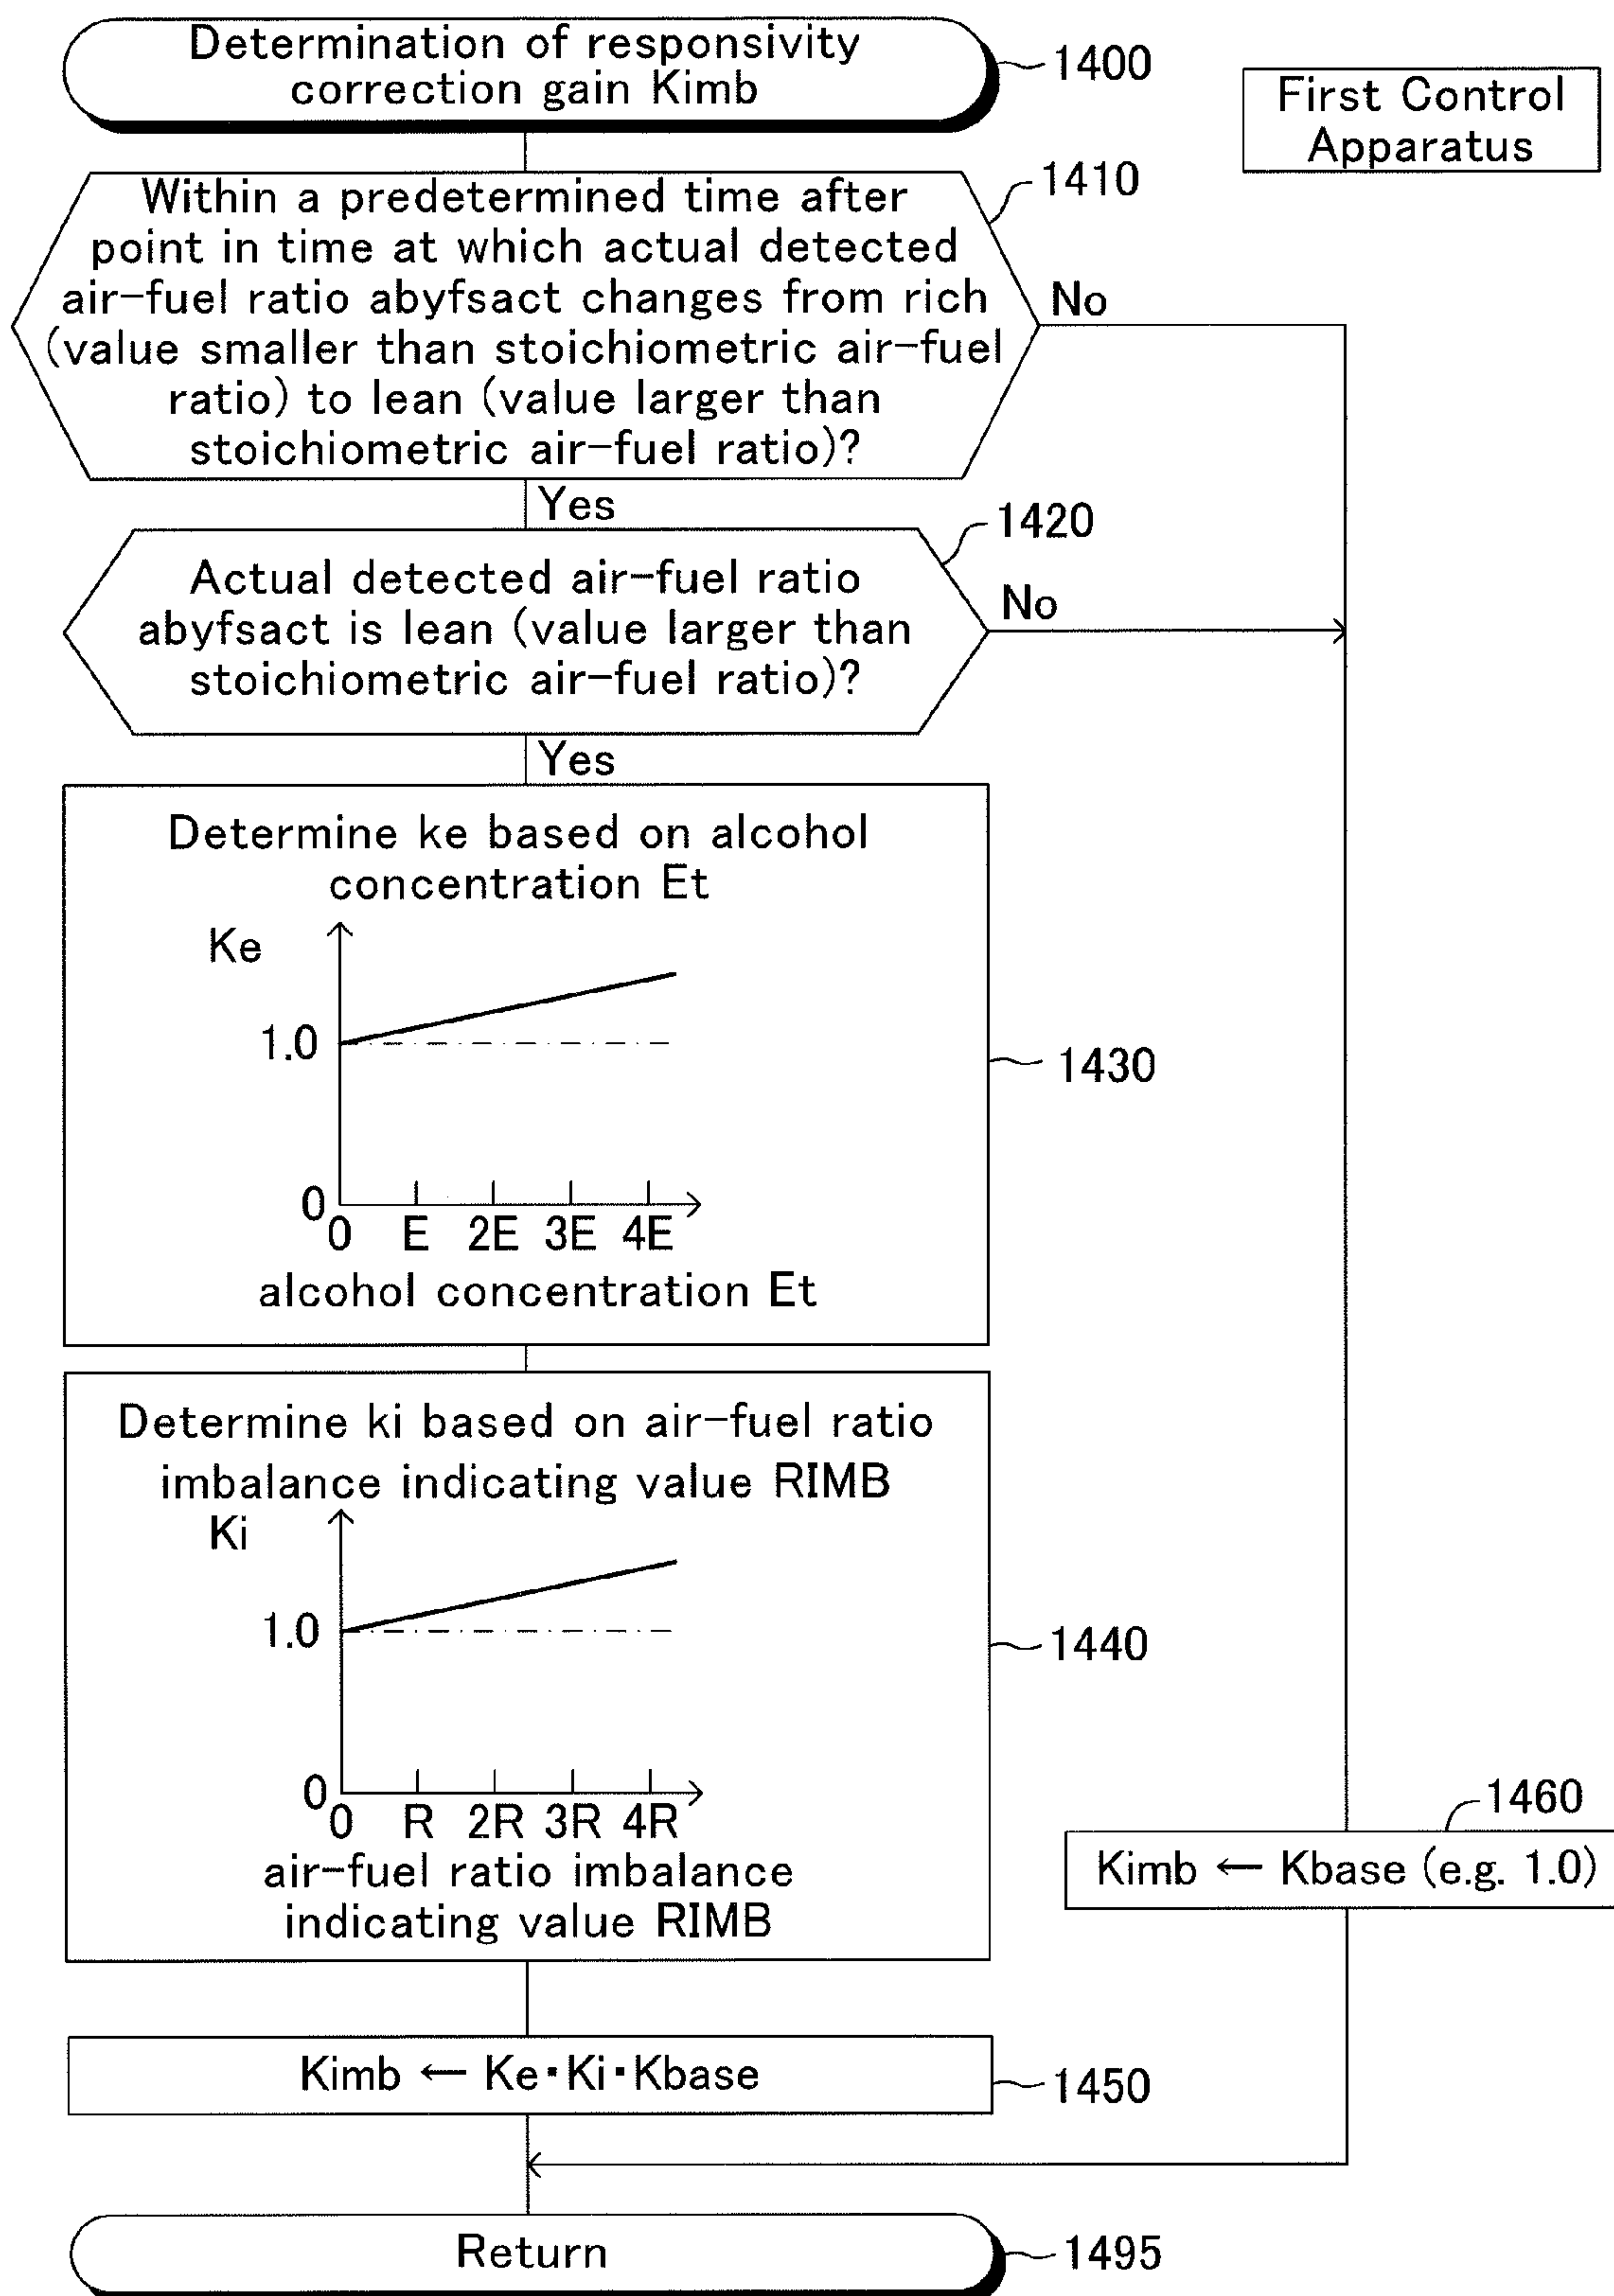 Determination of responsivity
correction gain Kimb
1400
First Control
Apparatus
1410
Within a predetermined time after
point in time at which actual detected
air-fuel ratio abyfsact changes from rich
(value smaller than stoichiometric air-fuel
ratio) to lean (value larger than
stoichiometric air-fuel ratio)?
No
Yes
1420
Actual detected air-fuel ratio
abyfsact is lean (value larger than
stoichiometric air-fuel ratio)?
No
Yes
Determine ke based on alcohol
concentration Et
Ke
1.0
1430
0
0 E 2E 3E 4E
alcohol concentration Et
Determine ki based on air-fuel ratio
imbalance indicating value RIMB
Ki
1.0
1440
0
0 R 2R 3R 4R
air-fuel ratio imbalance
indicating value RIMB
1460
Kimb ← Kbase (e.g. 1.0)
Kimb ← Ke·Ki·Kbase
1450
Return
1495